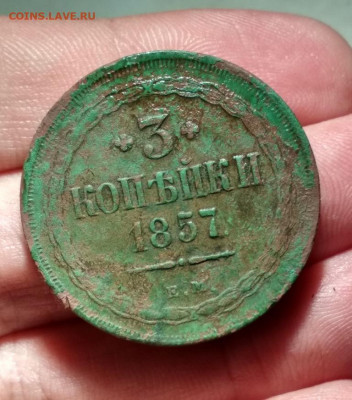 COINS.LAVE.RU
3
КОПѢЙКИ
1857
Е.М.